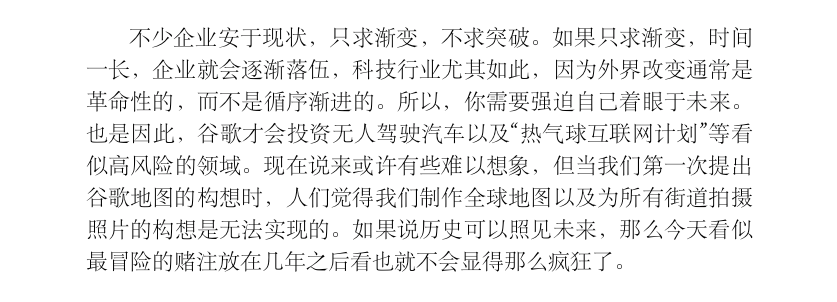 不少企业安于现状，只求渐变，不求突破。如果只求渐变，时间
一长，企业就会逐渐落伍，科技行业尤其如此，因为外界改变通常是
革命性的，而不是循序渐进的。所以，你需要强迫自己着眼于未来。
也是因此，谷歌才会投资无人驾驶汽车以及“热气球互联网计划”等看
似高风险的领域。现在说来或许有些难以想象，但当我们第一次提出
谷歌地图的构想时，人们觉得我们制作全球地图以及为所有街道拍摄
照片的构想是无法实现的。如果说历史可以照见未来，那么今天看似
最冒险的赌注放在几年之后看也就不会显得那么疯狂了。